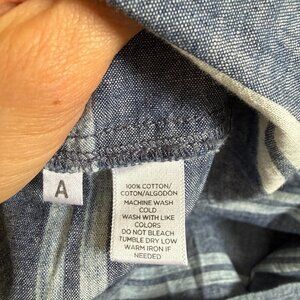 A
100% COTTON/
COTON/ALGODÓN
MACHINE WASH
COLD
WASH WITH LIKE
COLORS
DO NOT BLEACH
TUMBLE DRY LOW
WARM IRON IF
NEEDED